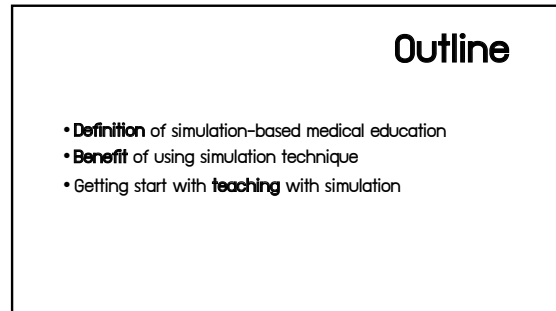 Outline
• Definition of simulation-based medical education
• Benefit of using simulation technique
• Getting start with teaching with simulation